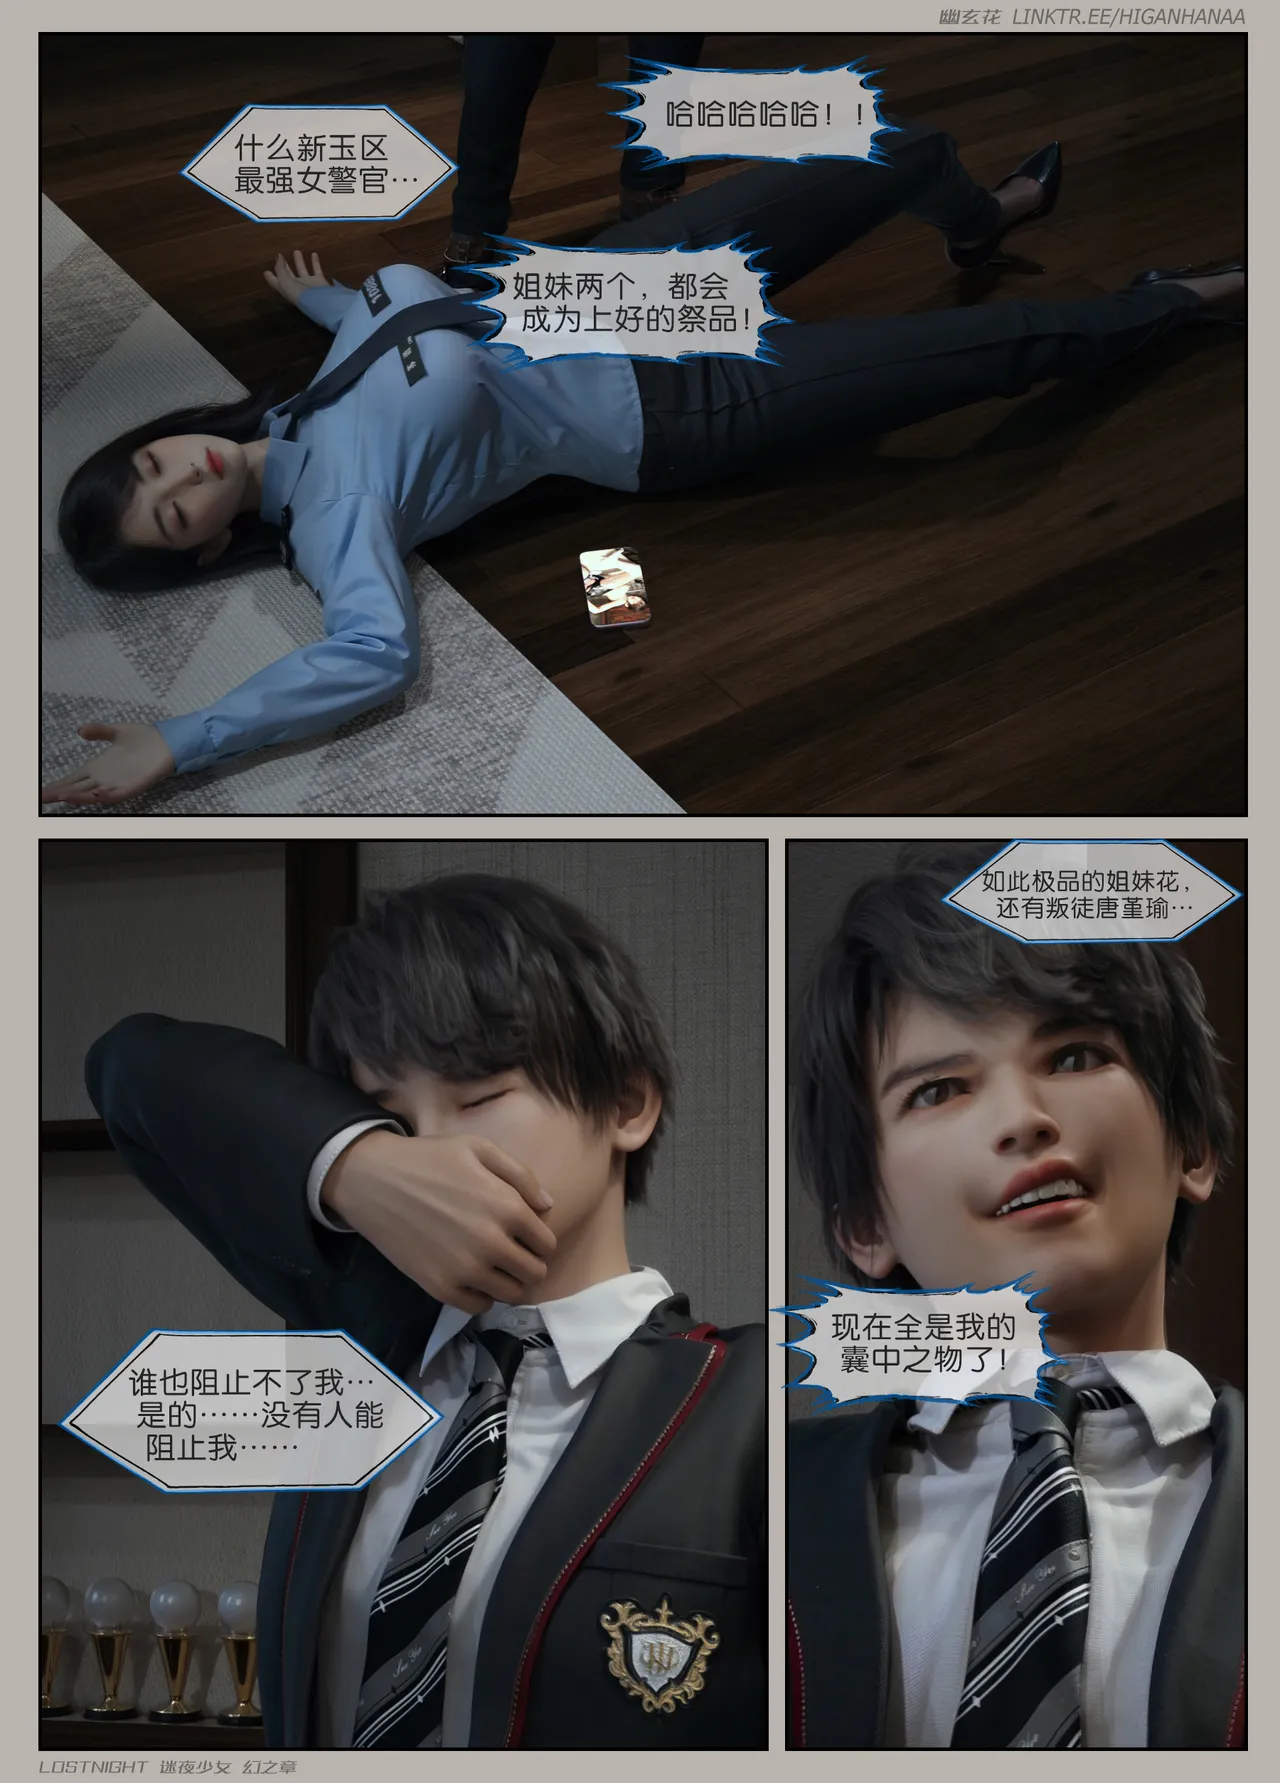 幽玄花 LINKTR.EE/HIGANHANAA
什么新玉区
最强女警官…
哈哈哈哈哈！！
姐妹两个，都会
成为上好的祭品！
谁也阻止不了我…
是的……没有人能
阻止我……
如此极品的姐妹花，
还有叛徒唐堇瑜…
现在全是我的
囊中之物了！
LOSTNIGHT 迷夜少女 幻之章